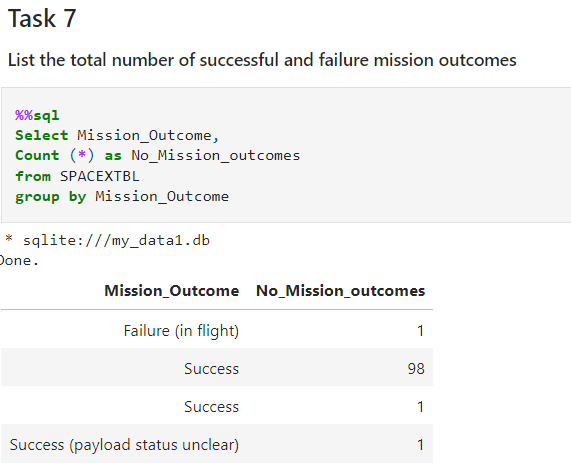 Task 7
List the total number of successful and failure mission outcomes
%%sql
Select Mission_Outcome,
Count (*) as No_Mission_outcomes
from SPACEXTBL
group by Mission_Outcome
* sqlite:///my_data1.db
Done.
Mission_Outcome No_Mission_outcomes
Failure (in flight) 1
Success 98
Success 1
Success (payload status unclear) 1